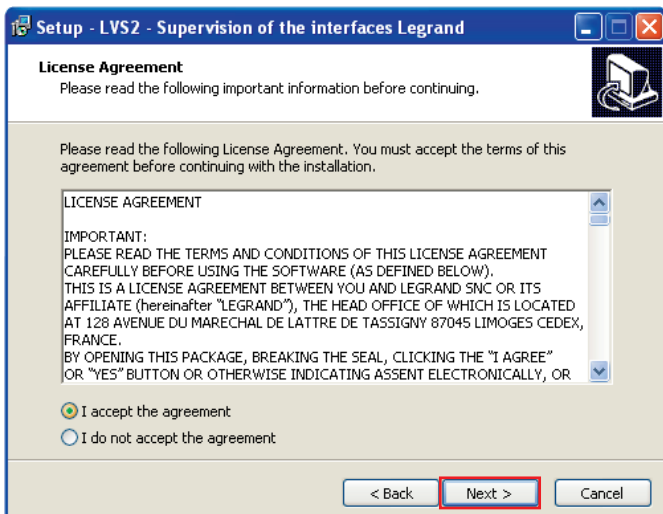 Setup - LVS2 - Supervision of the interfaces Legrand
License Agreement
Please read the following important information before continuing.
Please read the following License Agreement. You must accept the terms of this
agreement before continuing with the installation.
LICENSE AGREEMENT
IMPORTANT:
PLEASE READ THE TERMS AND CONDITIONS OF THIS LICENSE AGREEMENT
CAREFULLY BEFORE USING THE SOFTWARE (AS DEFINED BELOW).
THIS IS A LICENSE AGREEMENT BETWEEN YOU AND LEGRAND SNC OR ITS
AFFILIATE (hereinafter "LEGRAND"), THE HEAD OFFICE OF WHICH IS LOCATED
AT 128 AVENUE DU MARECHAL DE LATTRE DE TASSIGNY 87045 LIMOGES CEDEX,
FRANCE.
BY OPENING THIS PACKAGE, BREAKING THE SEAL, CLICKING THE "I AGREE"
OR "YES" BUTTON OR OTHERWISE INDICATING ASSENT ELECTRONICALLY, OR
I accept the agreement
I do not accept the agreement
< Back Next > Cancel